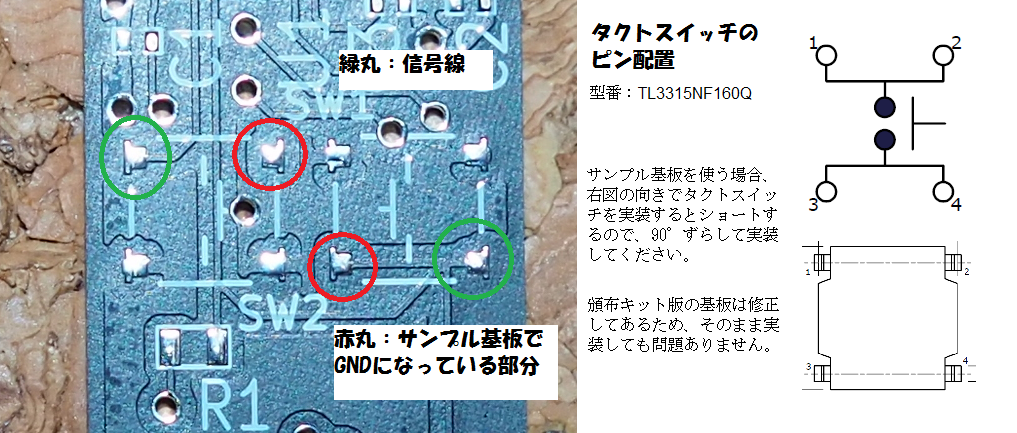 緑丸：信号線
C1
U1
C2
SW1
SW2
R1
赤丸：サンプル基板で
GNDになっている部分
タクトスイッチの
ピン配置
型番：TL3315NF160Q
1
2
3
4
サンプル基板を使う場合、
右図の向きでタクトスイッ
チを実装するとショートす
るので、90°ずらして実装
してください。
頒布キット版の基板は修正
してあるため、そのまま実
装しても問題ありません。
1
2
3
4